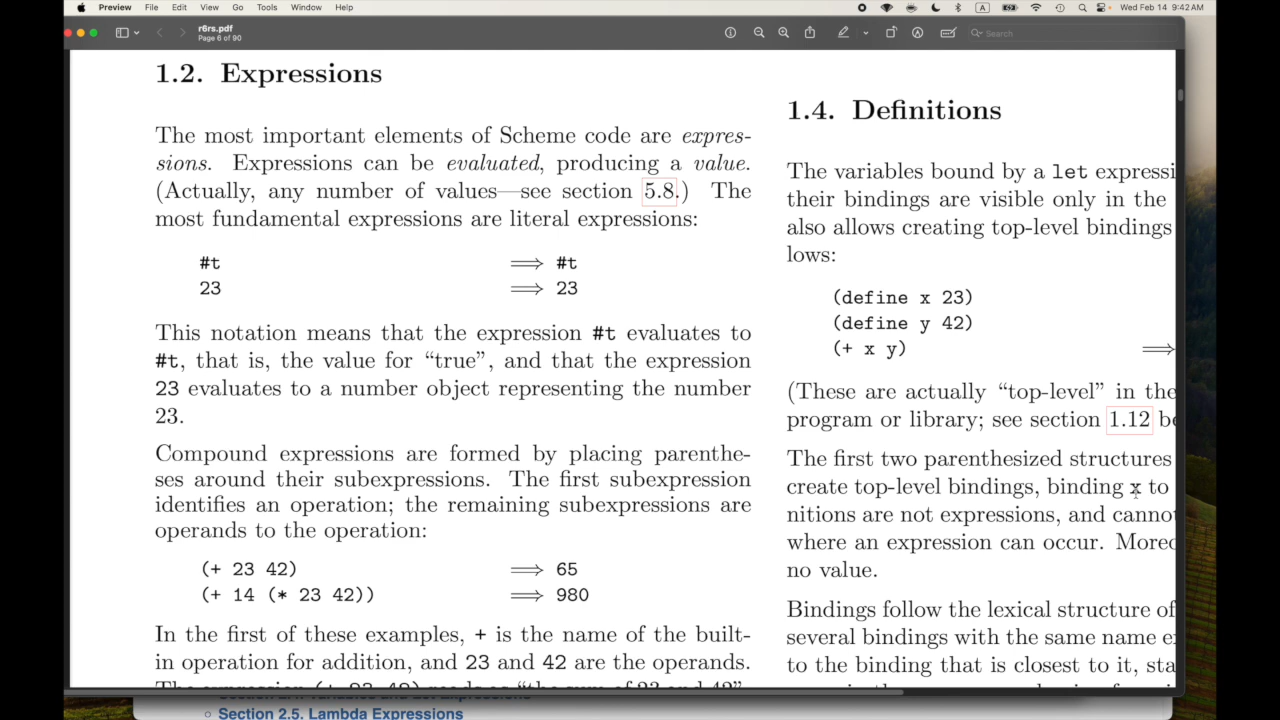 Preview File Edit View Go Tools Window Help Wed Feb 14 9:42 AM
r6rs.pdf
Page 6 of 90
Search
1.2. Expressions
The most important elements of Scheme code are expres-
sions. Expressions can be evaluated, producing a value.
(Actually, any number of values—see section 5.8.) The
most fundamental expressions are literal expressions:
#t ⟹ #t
23 ⟹ 23
This notation means that the expression #t evaluates to
#t, that is, the value for “true”, and that the expression
23 evaluates to a number object representing the number
23.
Compound expressions are formed by placing parenthe-
ses around their subexpressions. The first subexpression
identifies an operation; the remaining subexpressions are
operands to the operation:
(+ 23 42) ⟹ 65
(+ 14 (* 23 42)) ⟹ 980
In the first of these examples, + is the name of the built-
in operation for addition, and 23 and 42 are the operands.
1.4. Definitions
The variables bound by a let expressi
their bindings are visible only in the
also allows creating top-level bindings
lows:
(define x 23)
(define y 42)
(+ x y) ⟹
(These are actually “top-level” in the
program or library; see section 1.12 be
The first two parenthesized structures
create top-level bindings, binding x to
nitions are not expressions, and canno
where an expression can occur. Moreo
no value.
Bindings follow the lexical structure of
several bindings with the same name e
to the binding that is closest to it, sta
Section 2.5. Lambda Expressions